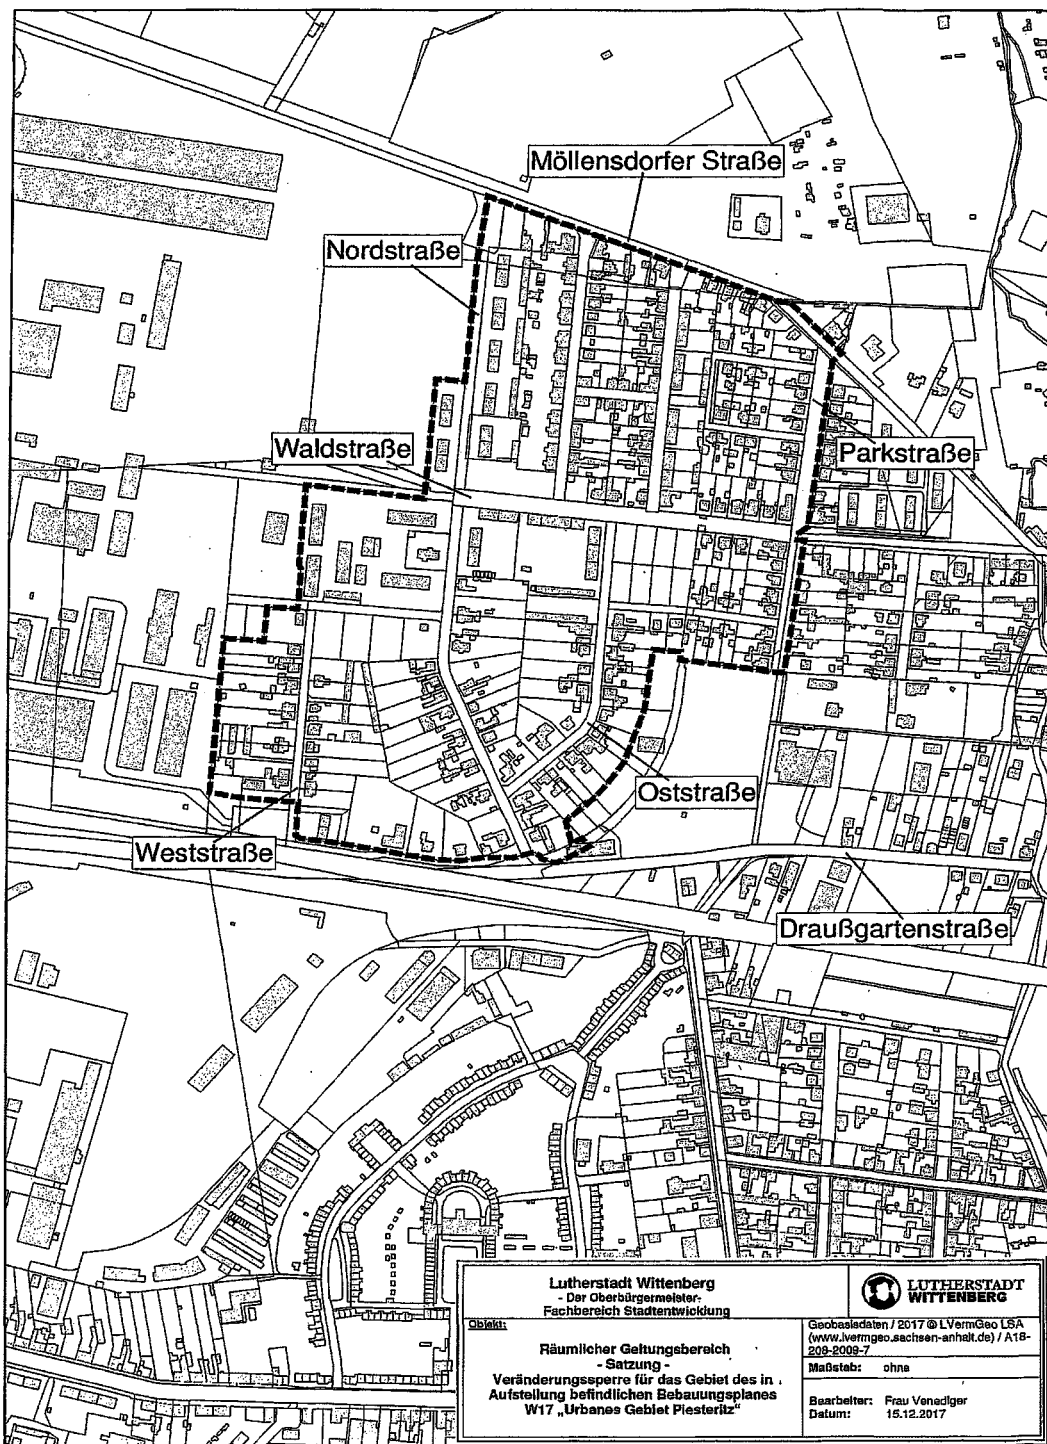 Möllensdorfer Straße
Nordstraße
Waldstraße
Parkstraße
Oststraße
Weststraße
Draußgartenstraße
Lutherstadt Wittenberg
- Der Oberbürgermeister-
Fachbereich Stadtentwicklung
LUTHERSTADT
WITTENBERG
Objekt:
Räumlicher Geltungsbereich
- Satzung -
Veränderungssperre für das Gebiet des in
Aufstellung befindlichen Bebauungsplanes
W17 „Urbanes Gebiet Piesteritz"
Geobasisdaten / 2017 © LVermGeo LSA
(www.lvermgeo.sachsen-anhalt.de) / A18-
209-2009-7
Maßstab: ohne
Bearbeiter: Frau Venediger
Datum: 15.12.2017